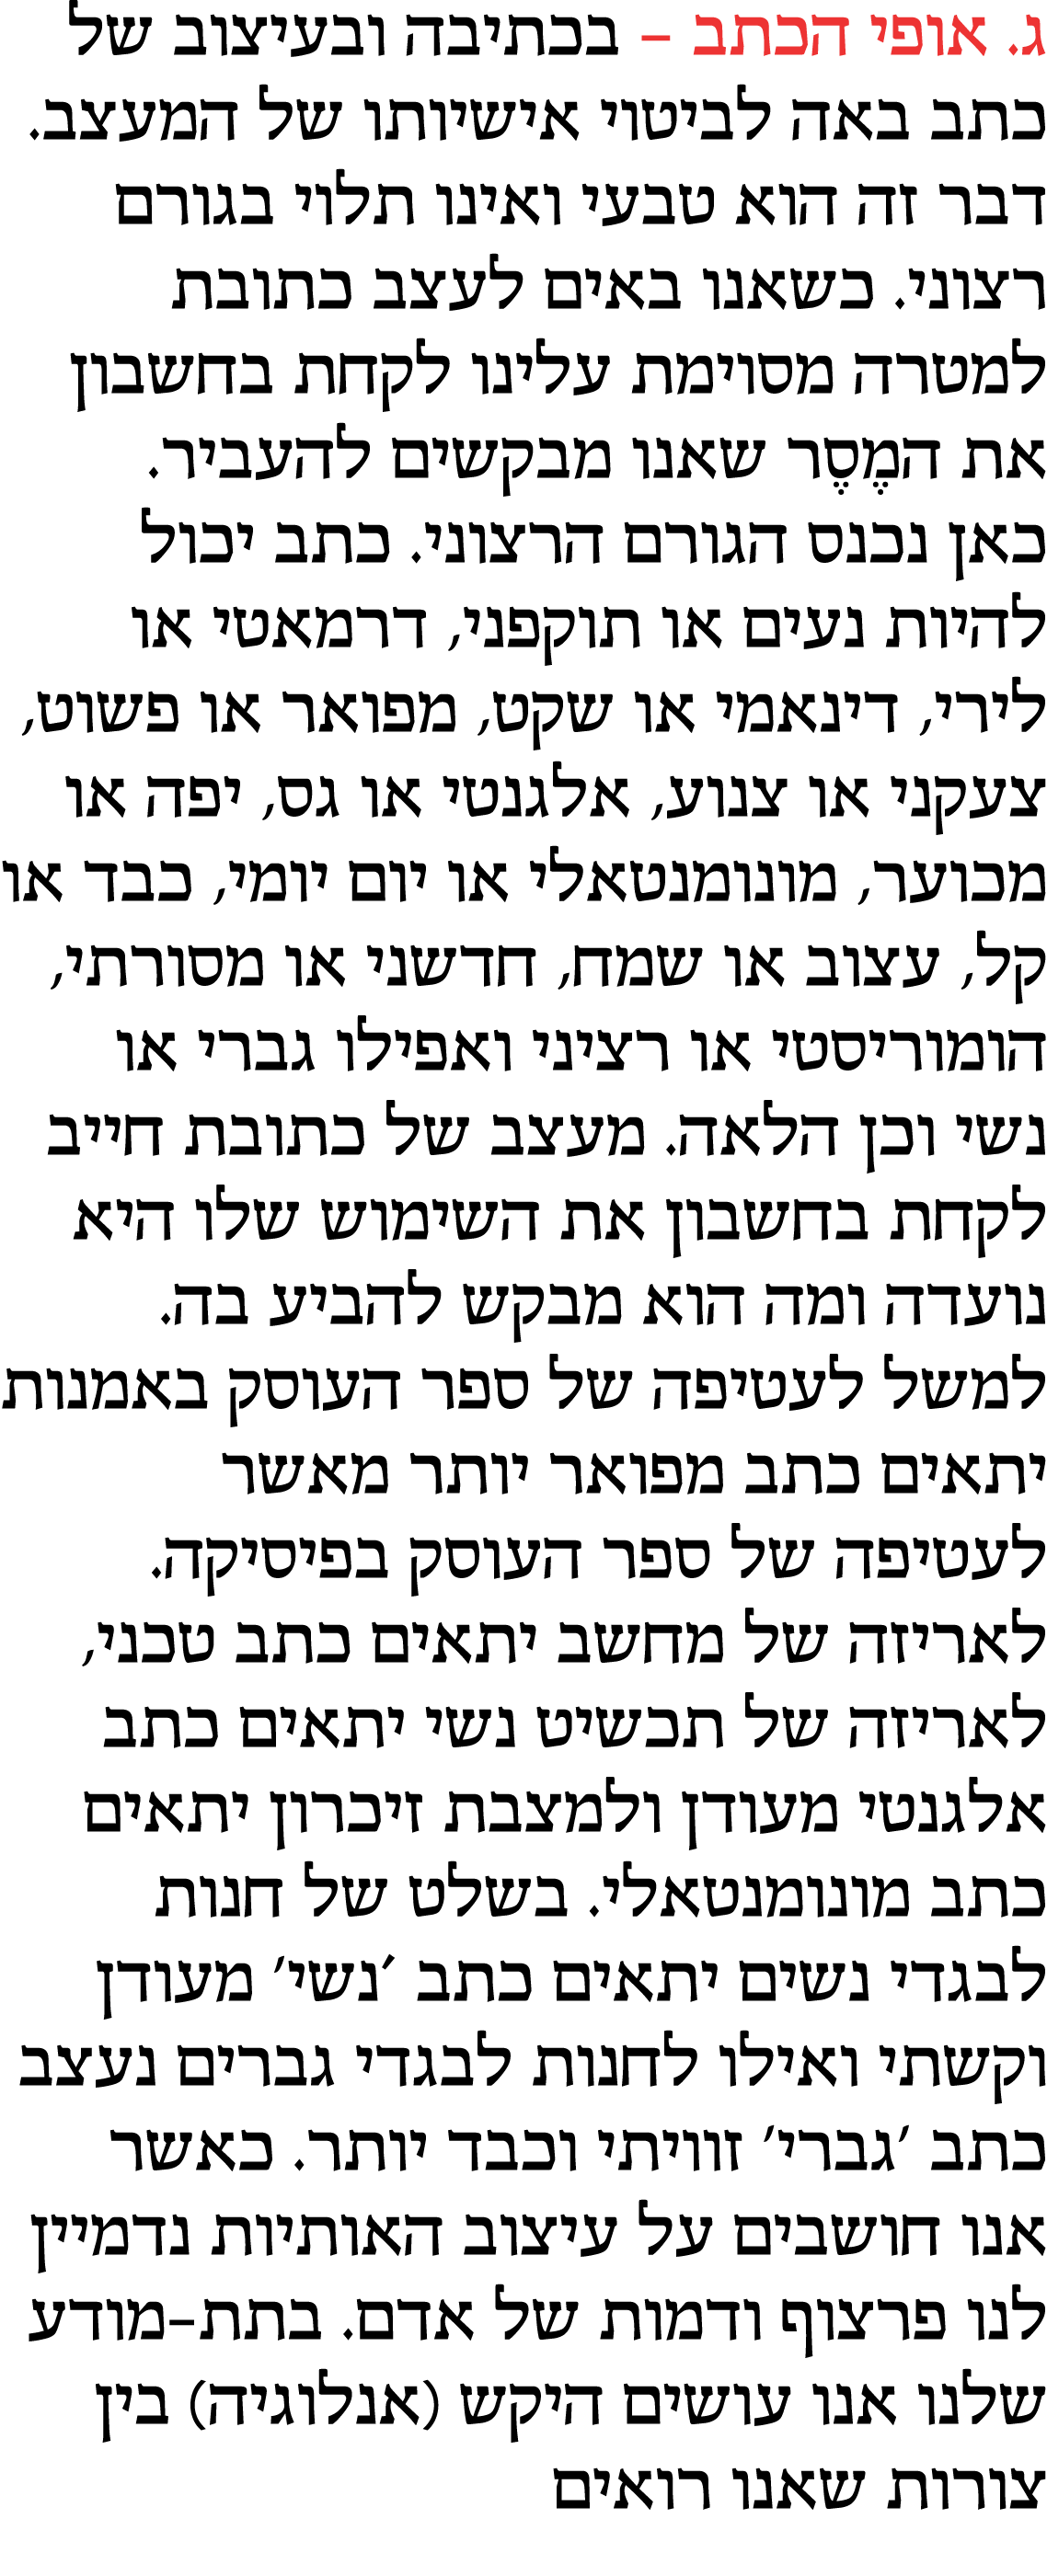 ג. אופי הכתב – בכתיבה ובעיצוב של
כתב באה לביטוי אישיותו של המעצב.
דבר זה הוא טבעי ואינו תלוי בגורם
רצוני. כשאנו באים לעצב כתובת
למטרה מסוימת עלינו לקחת בחשבון
את המֶסֶר שאנו מבקשים להעביר.
כאן נכנס הגורם הרצוני. כתב יכול
להיות נעים או תוקפני, דרמאטי או
לירי, דינאמי או שקט, מפואר או פשוט,
צעקני או צנוע, אלגנטי או גס, יפה או
מכוער, מונומנטאלי או יום יומי, כבד או
קל, עצוב או שמח, חדשני או מסורתי,
הומוריסטי או רציני ואפילו גברי או
נשי וכן הלאה. מעצב של כתובת חייב
לקחת בחשבון את השימוש שלו היא
נועדה ומה הוא מבקש להביע בה.
למשל לעטיפה של ספר העוסק באמנות
יתאים כתב מפואר יותר מאשר
לעטיפה של ספר העוסק בפיסיקה.
לאריזה של מחשב יתאים כתב טכני,
לאריזה של תכשיט נשי יתאים כתב
אלגנטי מעודן ולמצבת זיכרון יתאים
כתב מונומנטאלי. בשלט של חנות
לבגדי נשים יתאים כתב ’נשי’ מעודן
וקשתי ואילו לחנות לבגדי גברים נעצב
כתב ’גברי’ זוויתי וכבד יותר. כאשר
אנו חושבים על עיצוב האותיות נדמיין
לנו פרצוף ודמות של אדם. בתת–מודע
שלנו אנו עושים היקש (אנלוגיה) בין
צורות שאנו רואים